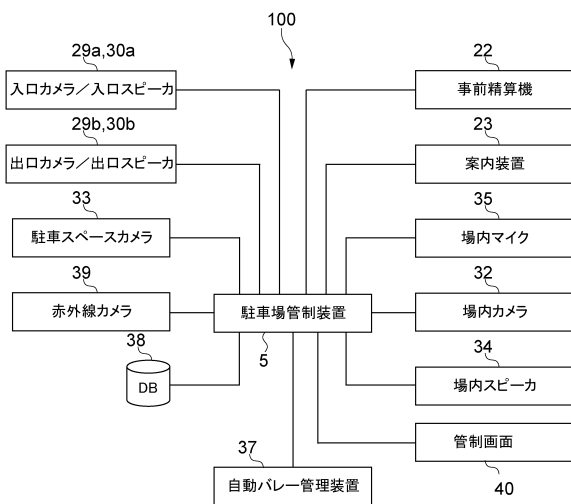 100
29a,30a
入口カメラ／入口スピーカ
29b,30b
出口カメラ／出口スピーカ
33
駐車スペースカメラ
39
赤外線カメラ
38
DB
22
事前精算機
23
案内装置
35
場内マイク
32
場内カメラ
34
場内スピーカ
管制画面
40
駐車場管制装置
5
37
自動バレー管理装置